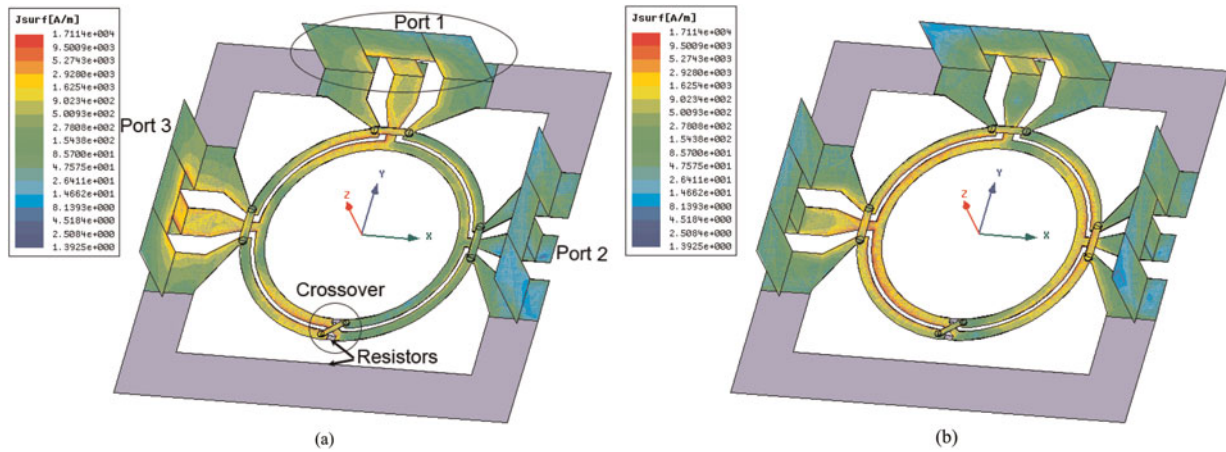 Jsurf[A/m]
1.7114e+004
9.5009e+003
5.2743e+003
2.9280e+003
1.6254e+003
9.0234e+002
5.0093e+002
2.7808e+002
1.5438e+002
8.5700e+001
4.7575e+001
2.6411e+001
1.4662e+001
8.1393e+000
4.5184e+000
2.5084e+000
1.3925e+000
Port 1
Port 3
Z
Y
X
Port 2
Crossover
Resistors
(a)
Jsurf[A/m]
1.7114e+004
9.5009e+003
5.2743e+003
2.9280e+003
1.6254e+003
9.0234e+002
5.0093e+002
2.7808e+002
1.5438e+002
8.5700e+001
4.7575e+001
2.6411e+001
1.4662e+001
8.1393e+000
4.5184e+000
2.5084e+000
1.3925e+000
Z
Y
X
(b)